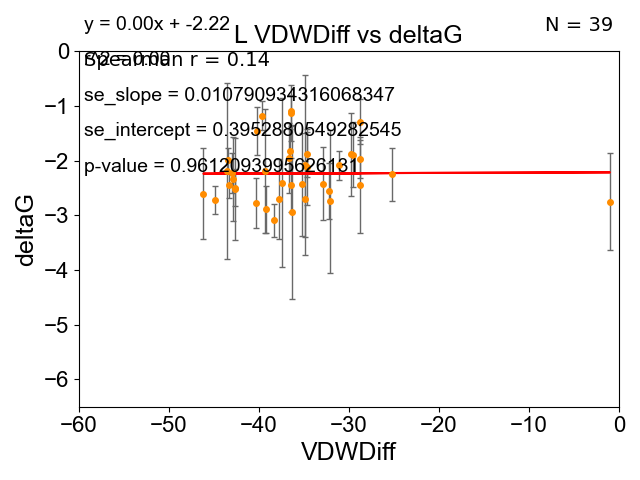 y = 0.00x + -2.22
N = 39
L VDWDiff vs deltaG
Spearman r = 0.14
se_slope = 0.010790934316068347
se_intercept = 0.3952880549282545
p-value = 0.9612093995626131
0
−1
−2
−3
−4
−5
−6
deltaG
−60
−50
−40
−30
−20
−10
0
VDWDiff